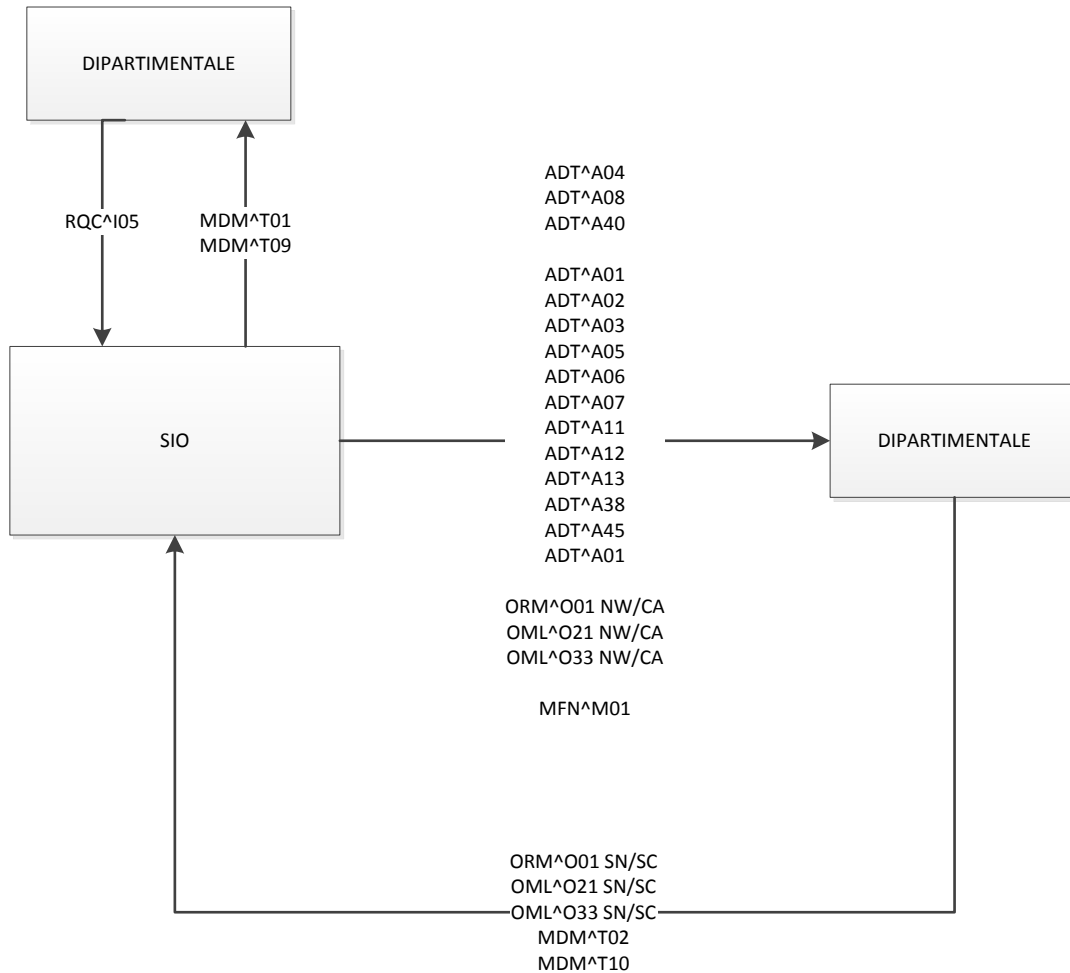 DIPARTIMENTALE
RQC^I05
MDM^T01
MDM^T09
SIO
ADT^A04
ADT^A08
ADT^A40
ADT^A01
ADT^A02
ADT^A03
ADT^A05
ADT^A06
ADT^A07
ADT^A11
ADT^A12
ADT^A13
ADT^A38
ADT^A45
ADT^A01
ORM^O01 NW/CA
OML^O21 NW/CA
OML^O33 NW/CA
MFN^M01
DIPARTIMENTALE
ORM^O01 SN/SC
OML^O21 SN/SC
OML^O33 SN/SC
MDM^T02
MDM^T10